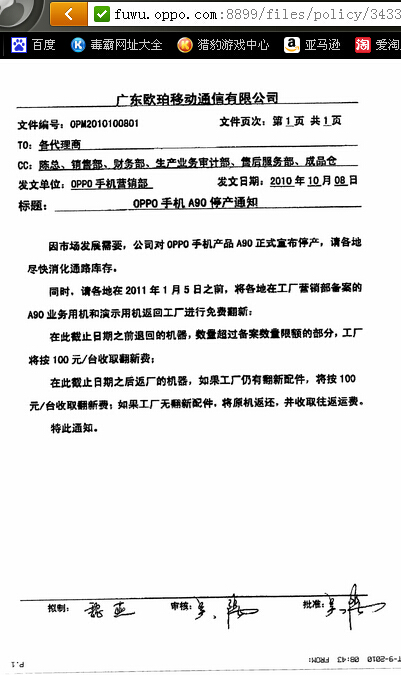 fuwu.oppo.com:8899/files/policy/3433
百度 毒霸网址大全 猎豹游戏中心 亚马逊 爱淘
广东欧珀移动通信有限公司
文件编号：OPM2010100801 文件页次：第1页 共1页
TO：各代理商
CC：陈总、销售部、财务部、生产业务审计部、售后服务部、成品仓
发文单位：OPPO手机营销部 发文日期：2010年10月08日
标题： OPPO手机A90停产通知
因市场发展需要，公司对OPPO手机产品A90正式宣布停产，请各地
尽快消化通路库存。
同时，请各地在2011年1月5日之前，将各地在工厂营销部备案的
A90业务用机和演示用机返回工厂进行免费翻新：
在此截止日期之前退回的机器，数量超过备案数量限额的部分，工厂
将按100元/台收取翻新费；
在此截止日期之后返厂的机器，如果工厂仍有翻新配件，将按100
元/台收取翻新费；如果工厂无翻新配件，将原机返还，并收取往返运费。
特此通知。
拟制： 审核： 批准：
P.1 T-9-2010 08:43 FROM: